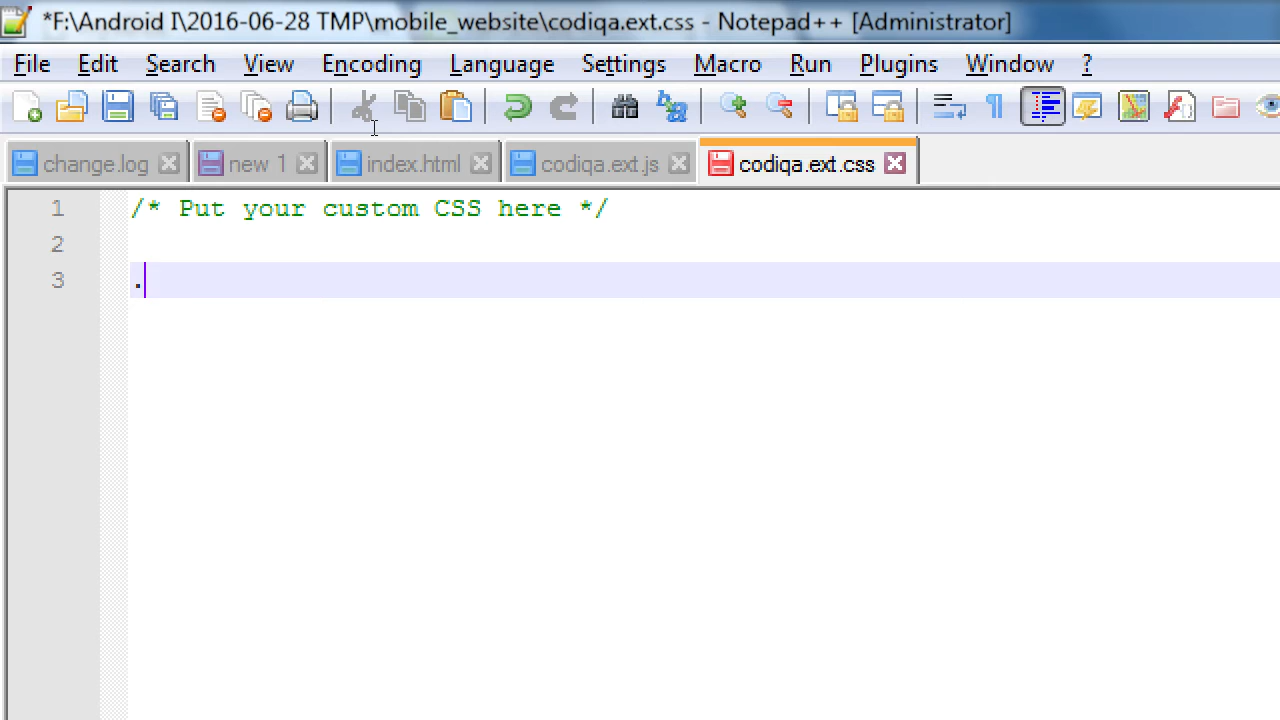 *F:\Android I\2016-06-28 TMP\mobile_website\codiqa.ext.css - Notepad++ [Administrator]
File Edit Search View Encoding Language Settings Macro Run Plugins Window ?
change.log new 1 index.html codiqa.ext.js codiqa.ext.css
1 /* Put your custom CSS here */
2
3 .